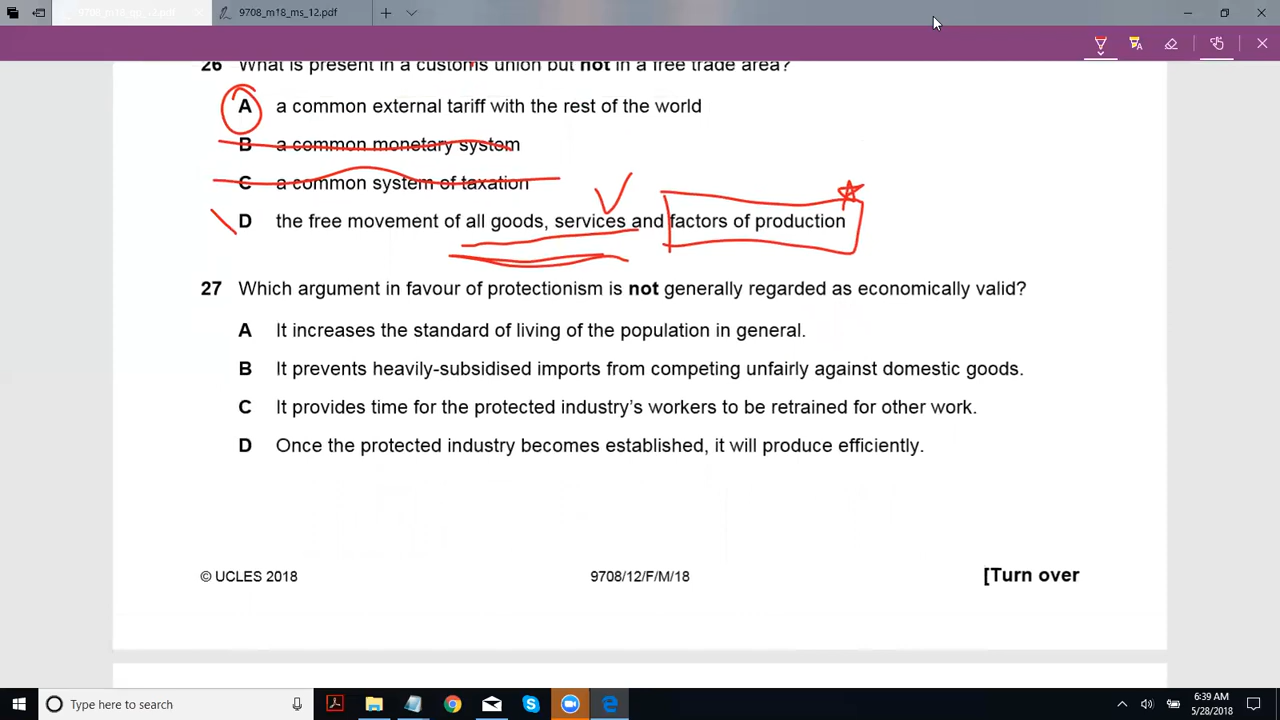 9708_m18_qp_12.pdf
9708_m18_ms_12.pdf
26 What is present in a customs union but not in a free trade area?
A a common external tariff with the rest of the world
B a common monetary system
C a common system of taxation
D the free movement of all goods, services and factors of production
27 Which argument in favour of protectionism is not generally regarded as economically valid?
A It increases the standard of living of the population in general.
B It prevents heavily-subsidised imports from competing unfairly against domestic goods.
C It provides time for the protected industry's workers to be retrained for other work.
D Once the protected industry becomes established, it will produce efficiently.
© UCLES 2018
9708/12/F/M/18
[Turn over
Type here to search
6:39 AM
5/28/2018